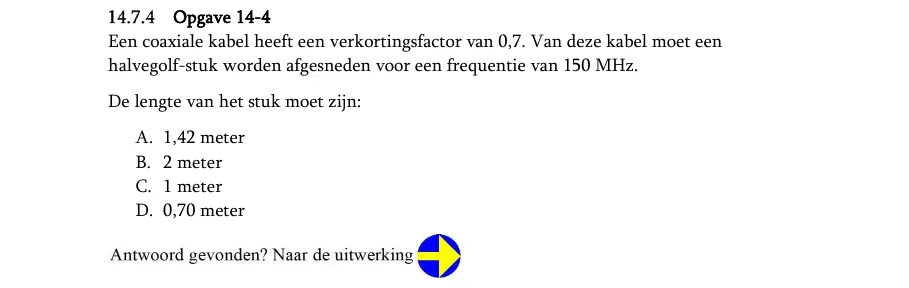 14.7.4 Opgave 14-4
Een coaxiale kabel heeft een verkortingsfactor van 0,7. Van deze kabel moet een
halvegolf-stuk worden afgesneden voor een frequentie van 150 MHz.
De lengte van het stuk moet zijn:
A. 1,42 meter
B. 2 meter
C. 1 meter
D. 0,70 meter
Antwoord gevonden? Naar de uitwerking